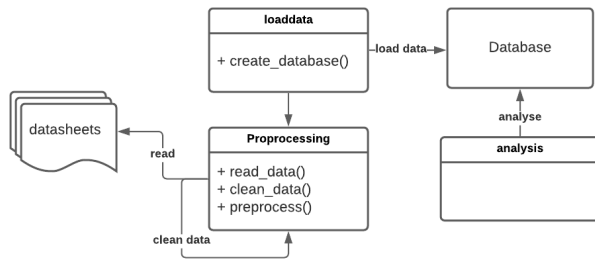 loaddata
+ create_database()
load data
Database
datasheets
read
Proprocessing
+ read_data()
+ clean_data()
+ preprocess()
clean data
analyse
analysis